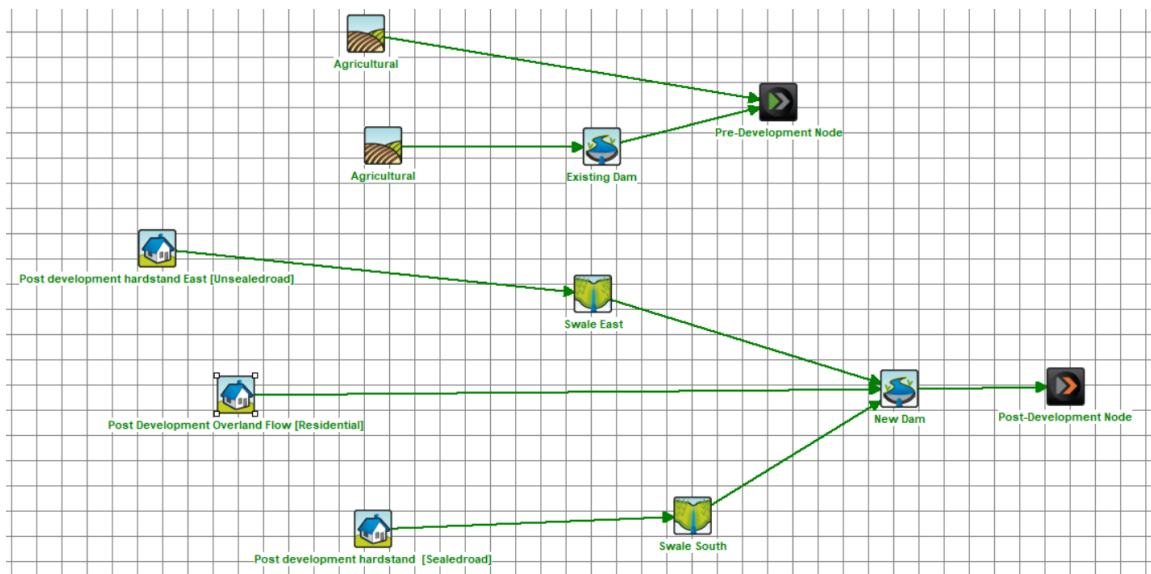 Agricultural
Pre-Development Node
Agricultural
Existing Dam
Post development hardstand East [Unsealedroad]
Swale East
Post Development Overland Flow [Residential]
New Dam
Post-Development Node
Swale South
Post development hardstand  [Sealedroad]